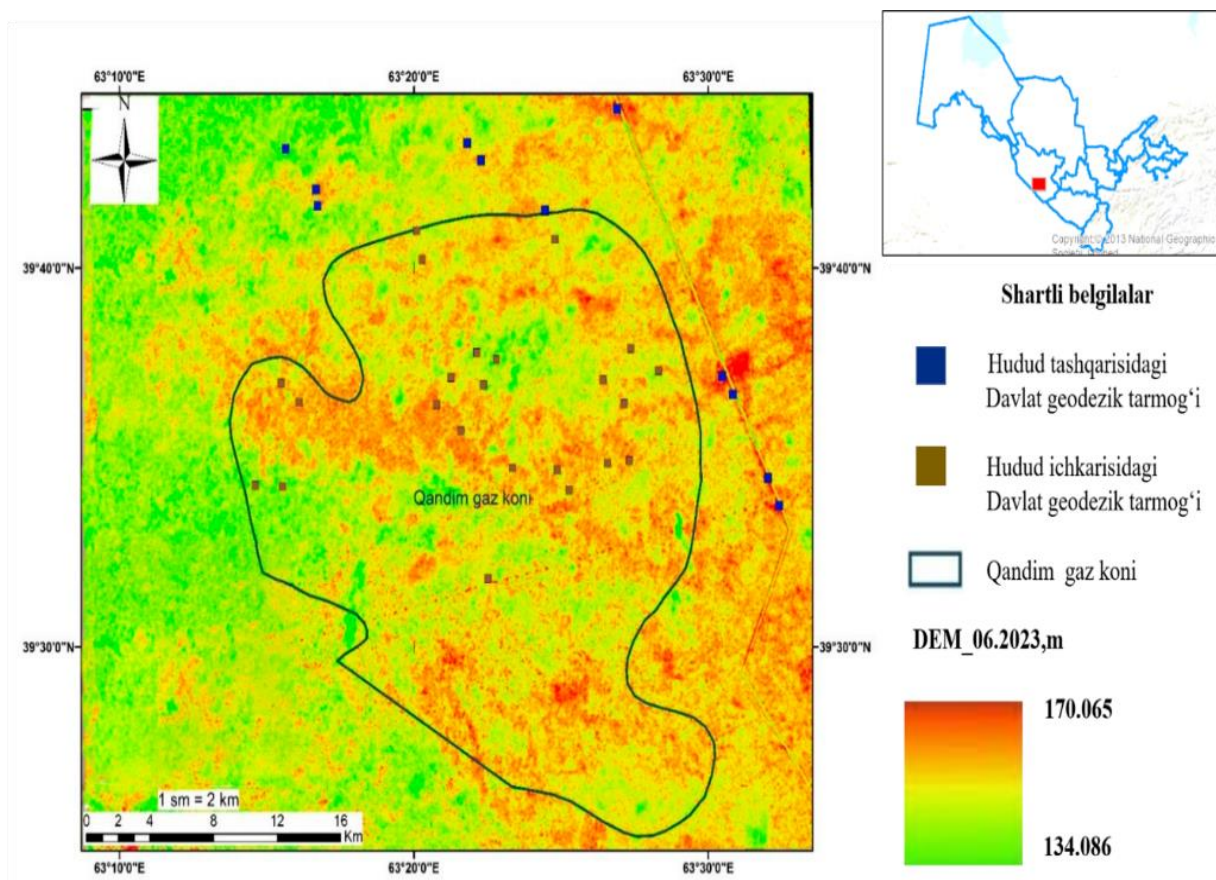 63°10'0"E 63°20'0"E 63°30'0"E
N
39°40'0"N 39°40'0"N
Qandim gaz koni
39°30'0"N 39°30'0"N
1 sm = 2 km
0 2 4 8 12 16
Km
63°10'0"E 63°20'0"E 63°30'0"E
Copyright:© 2013 National Geographic
Society, i-cubed
Shartli belgilalar
Hudud tashqarisidagi
Davlat geodezik tarmog‘i
Hudud ichkarisidagi
Davlat geodezik tarmog‘i
Qandim gaz koni
DEM_06.2023,m
170.065
134.086